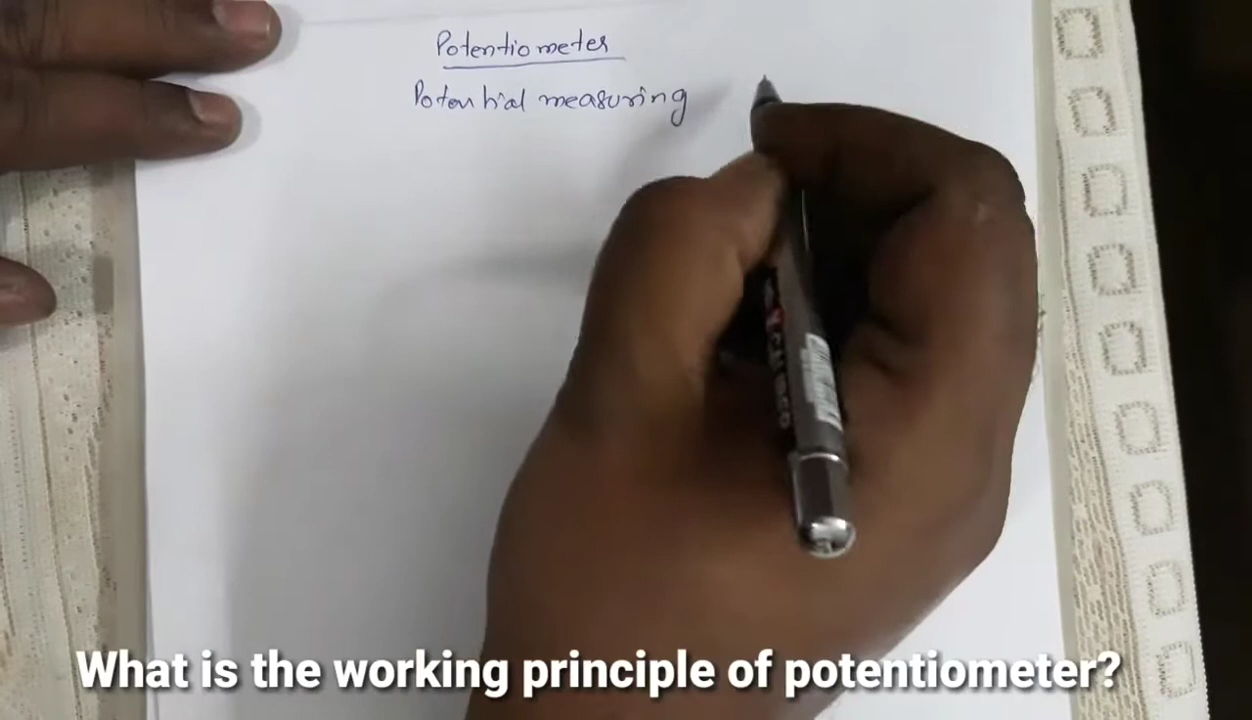 Potentiometer
Potential measuring
What is the working principle of potentiometer?